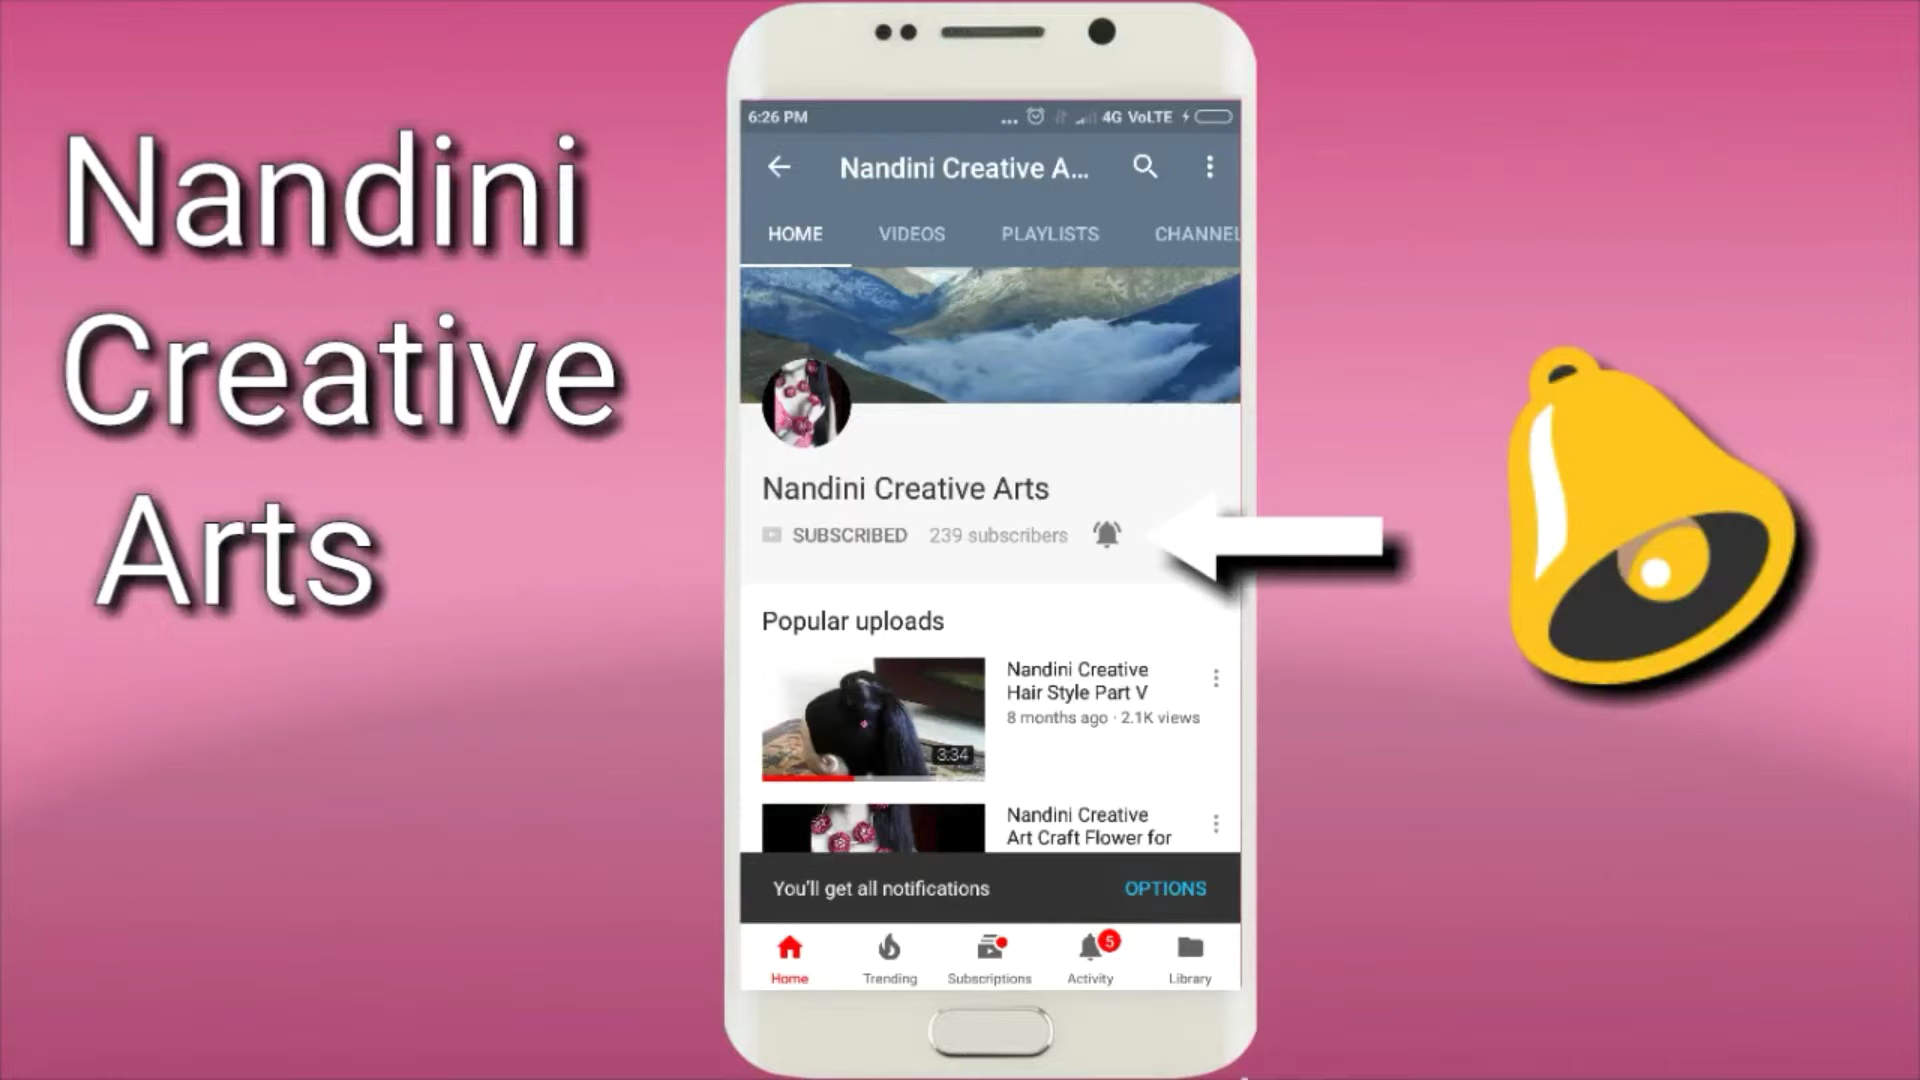 Nandini
Creative
Arts
6:26 PM
... 4G VoLTE
Nandini Creative A...
HOME VIDEOS PLAYLISTS CHANNEL
Nandini Creative Arts
SUBSCRIBED 239 subscribers
Popular uploads
Nandini Creative
Hair Style Part V
8 months ago · 2.1K views
3:34
Nandini Creative
Art Craft Flower for
You'll get all notifications OPTIONS
5
Home Trending Subscriptions Activity Library